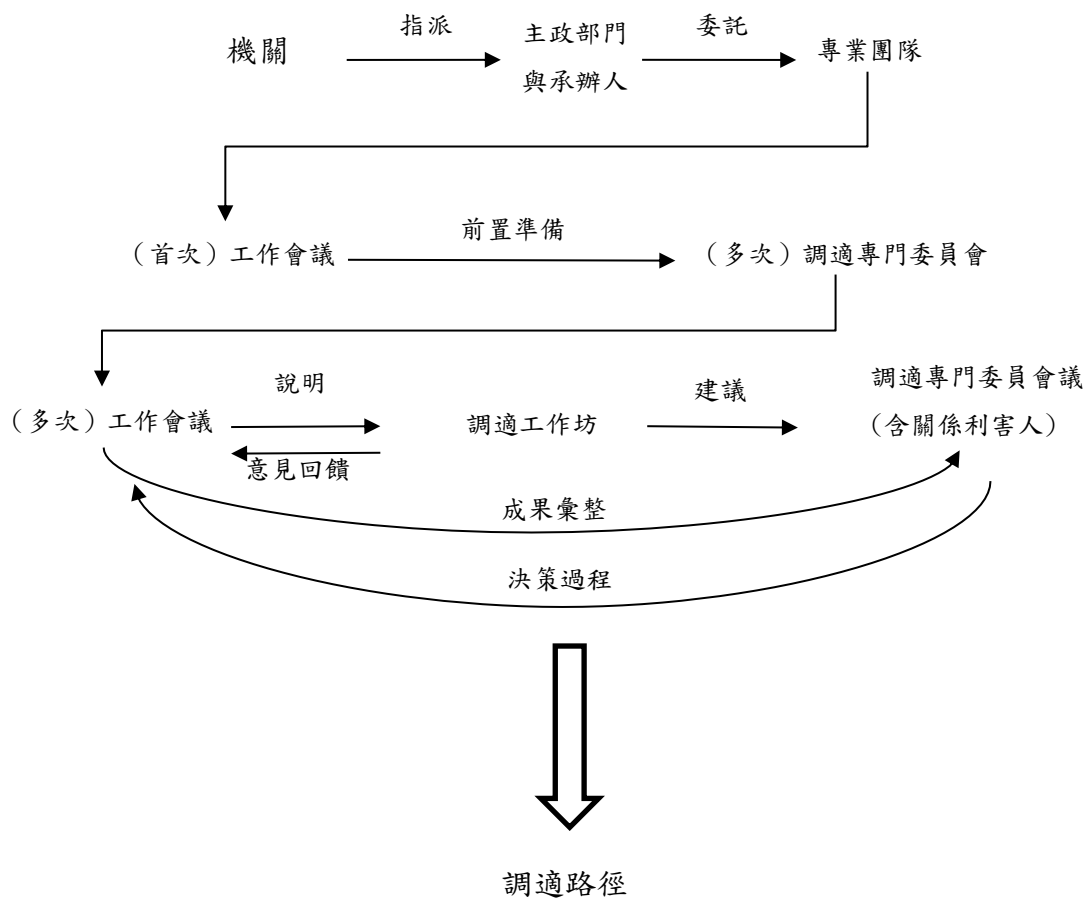 機關
指派
主政部門
與承辦人
委託
專業團隊
（首次）工作會議
前置準備
（多次）調適專門委員會
（多次）工作會議
說明
意見回饋
調適工作坊
建議
調適專門委員會議
(含關係利害人)
成果彙整
決策過程
調適路徑